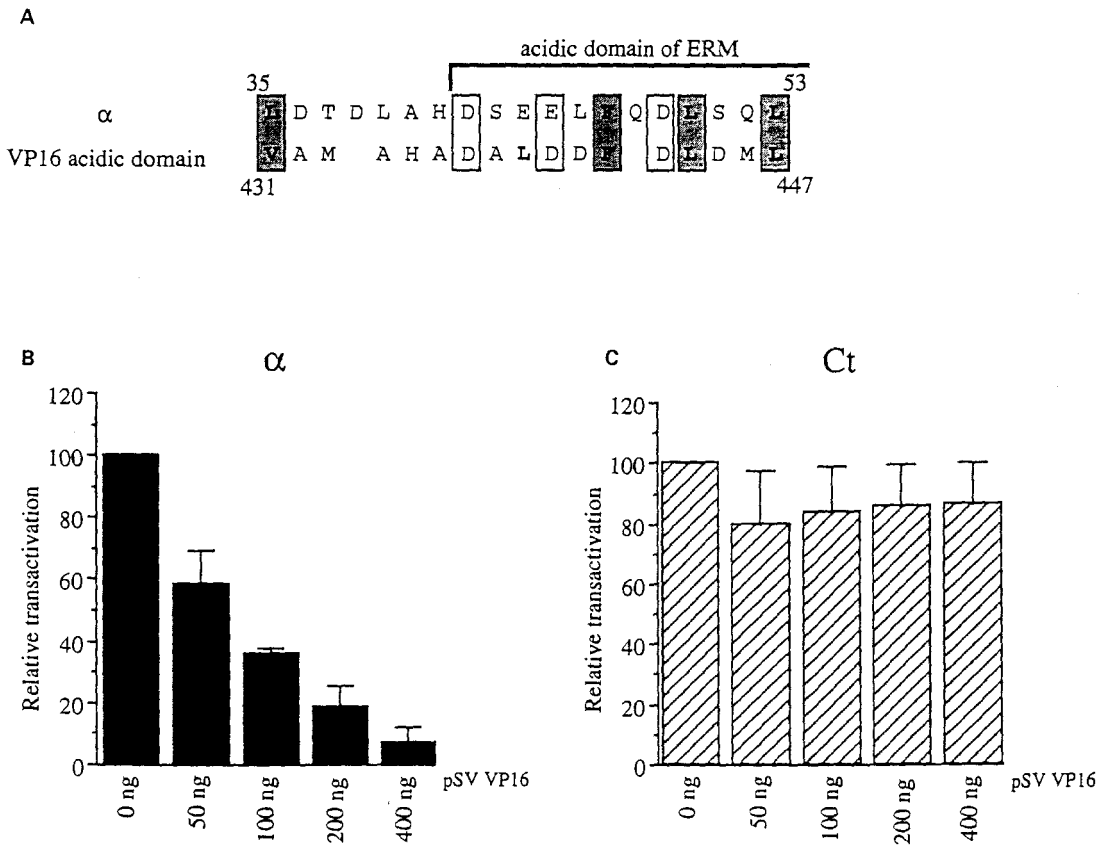 A
acidic domain of ERM
35 53
α L D T D L A H D S E E L F Q D L S Q L
VP16 acidic domain V A M A H A D A L D D F D L D M L
431 447
B α
Relative transactivation
120
100
80
60
40
20
0
0 ng 50 ng 100 ng 200 ng 400 ng pSV VP16
C Ct
Relative transactivation
120
100
80
60
40
20
0
0 ng 50 ng 100 ng 200 ng 400 ng pSV VP16